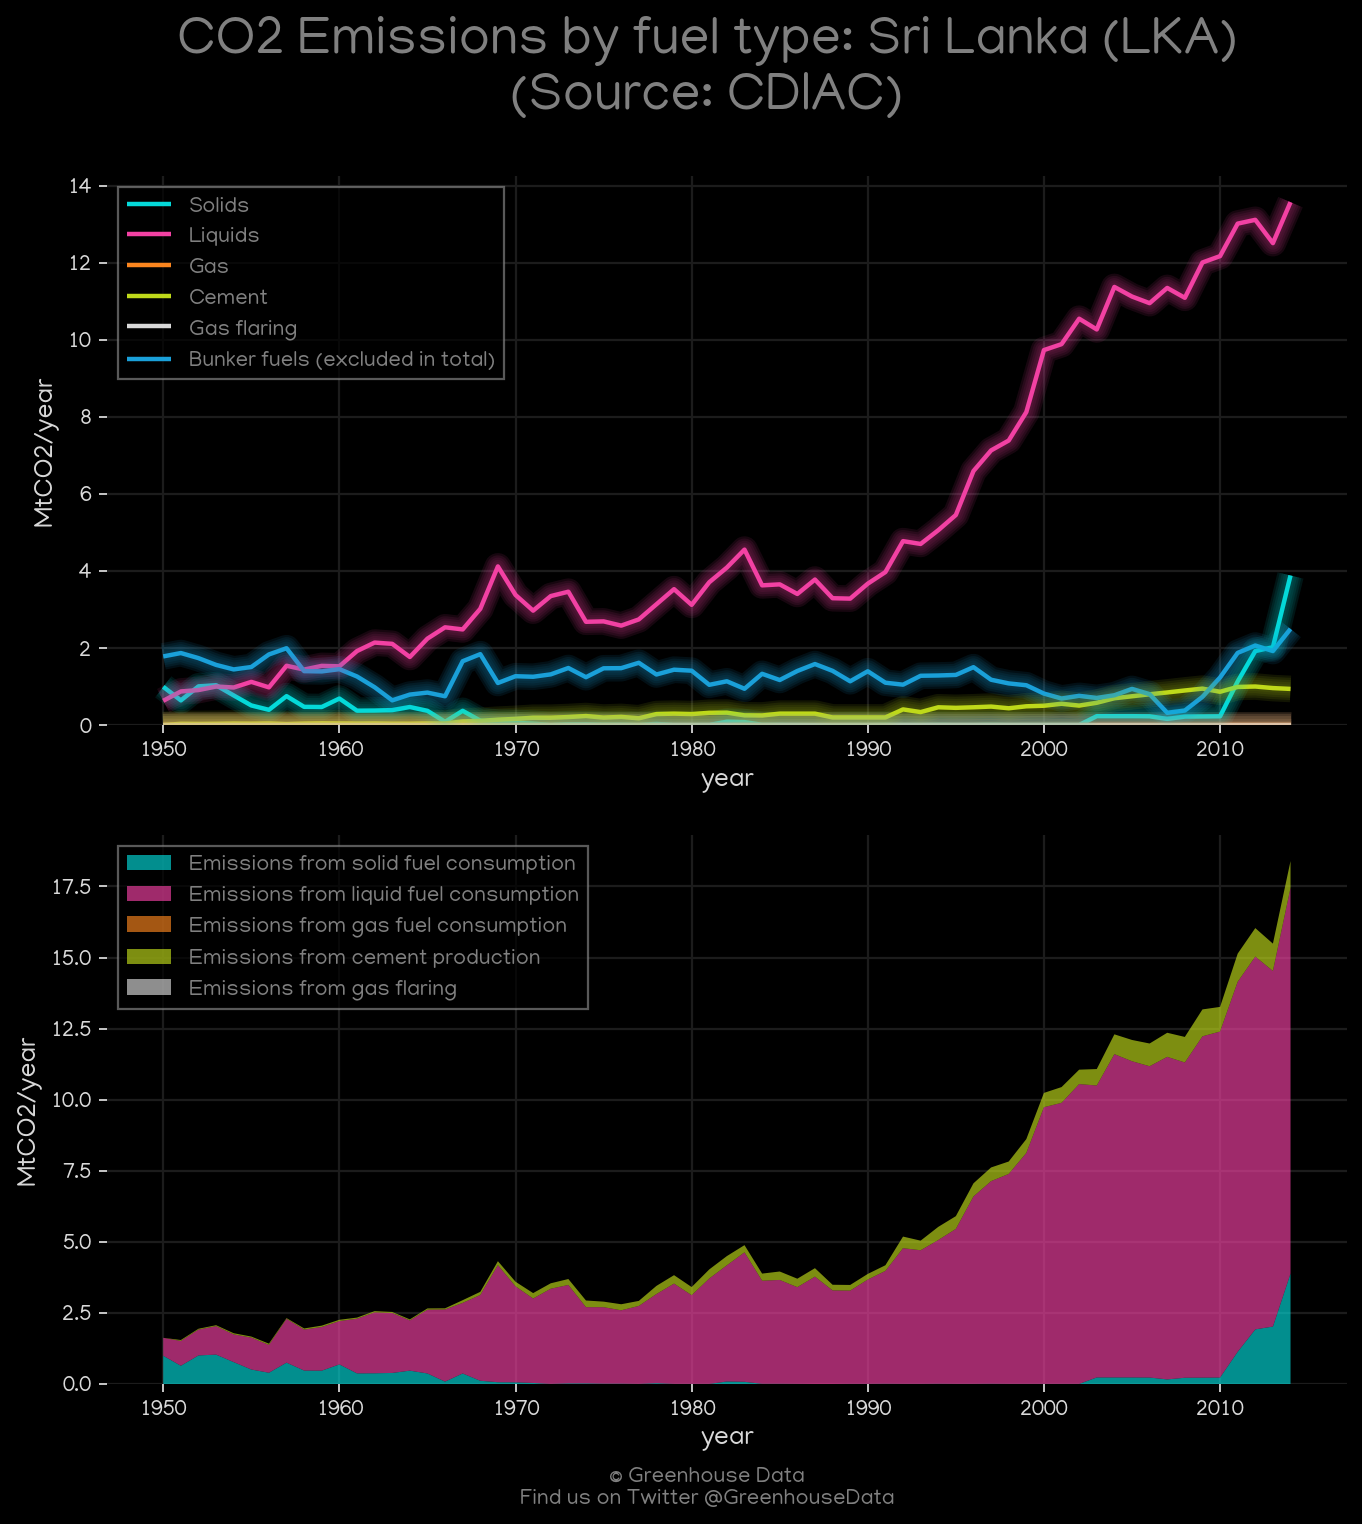 CO2 Emissions by fuel type: Sri Lanka (LKA)
(Source: CDIAC)
Solids
Liquids
Gas
Cement
Gas flaring
Bunker fuels (excluded in total)
14
12
10
8
6
4
2
0
MtCO2/year
1950 1960 1970 1980 1990 2000 2010
year
Emissions from solid fuel consumption
Emissions from liquid fuel consumption
Emissions from gas fuel consumption
Emissions from cement production
Emissions from gas flaring
17.5
15.0
12.5
10.0
7.5
5.0
2.5
0.0
MtCO2/year
1950 1960 1970 1980 1990 2000 2010
year
© Greenhouse Data
Find us on Twitter @GreenhouseData